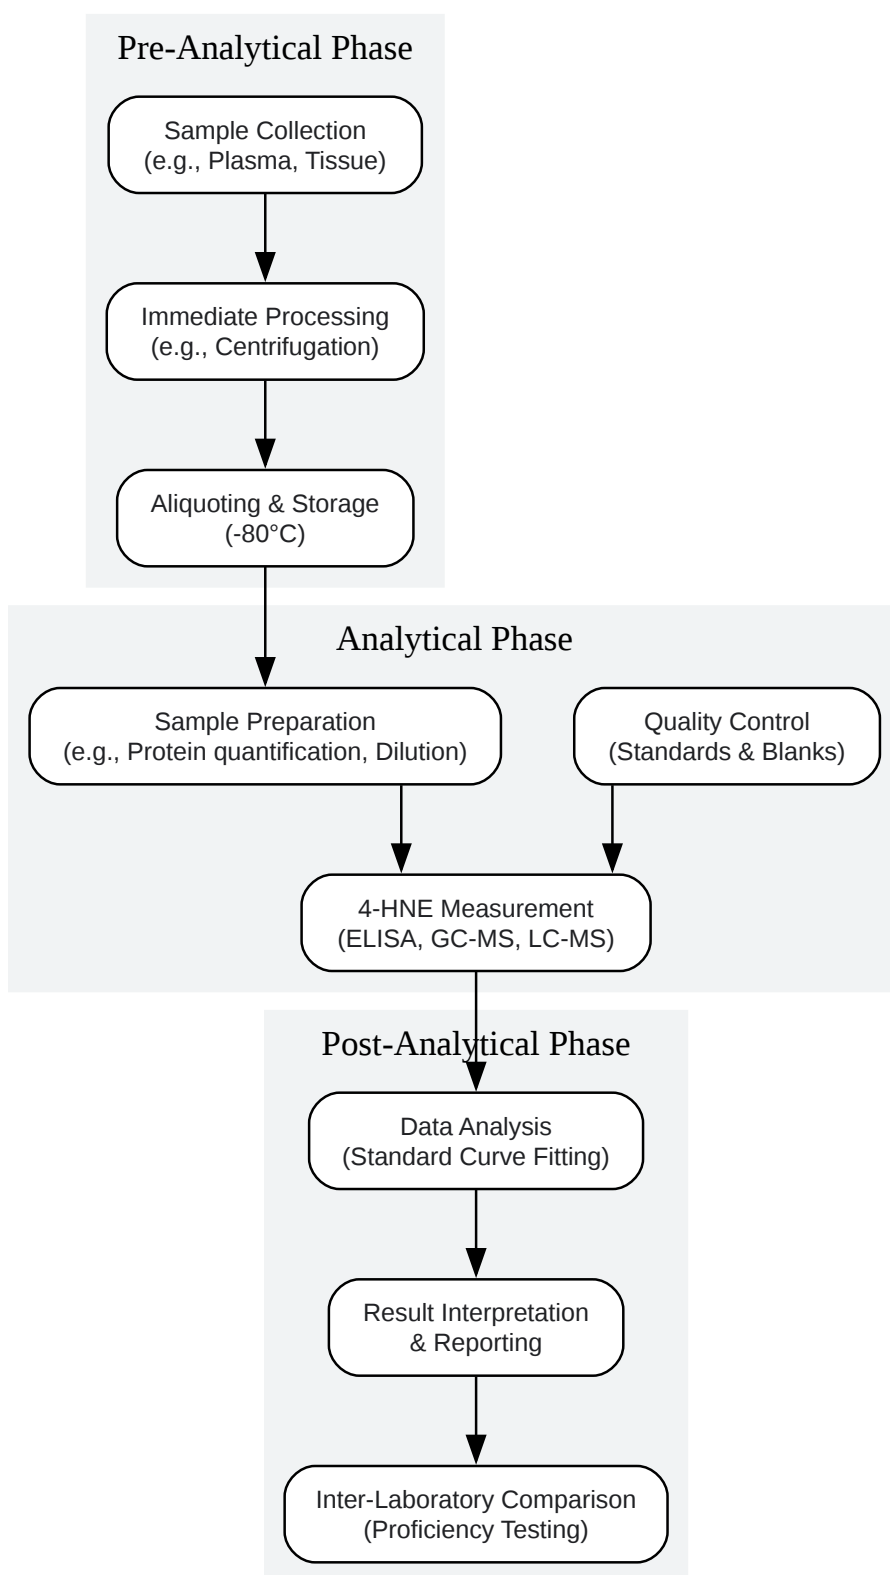 Pre-Analytical Phase
Sample Collection
(e.g., Plasma, Tissue)
Immediate Processing
(e.g., Centrifugation)
Aliquoting & Storage
(-80°C)
Analytical Phase
Sample Preparation
(e.g., Protein quantification, Dilution)
Quality Control
(Standards & Blanks)
4-HNE Measurement
(ELISA, GC-MS, LC-MS)
Post-Analytical Phase
Data Analysis
(Standard Curve Fitting)
Result Interpretation
& Reporting
Inter-Laboratory Comparison
(Proficiency Testing)